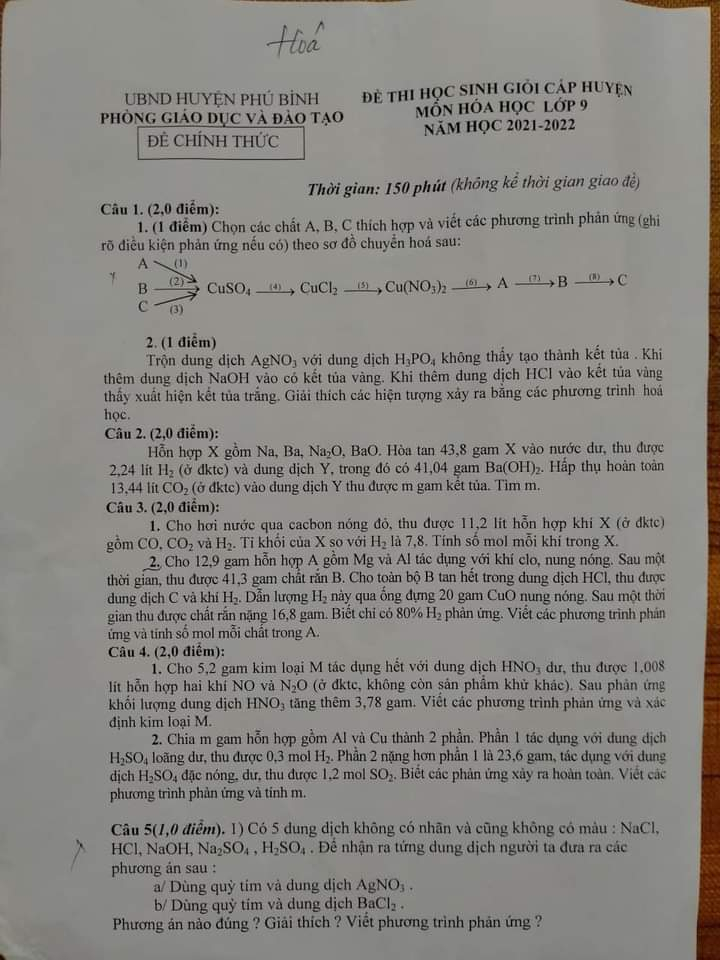 Hoá
UBND HUYỆN PHÚ BÌNH
PHÒNG GIÁO DỤC VÀ ĐÀO TẠO
ĐỀ CHÍNH THỨC
ĐỀ THI HỌC SINH GIỎI CẤP HUYỆN
MÔN HÓA HỌC LỚP 9
NĂM HỌC 2021-2022
Thời gian: 150 phút (không kể thời gian giao đề)
Câu 1. (2,0 điểm):
1. (1 điểm) Chọn các chất A, B, C thích hợp và viết các phương trình phản ứng (ghi
rõ điều kiện phản ứng nếu có) theo sơ đồ chuyển hoá sau:
A (1)
B (2) CuSO₄ (4) CuCl₂ (5) Cu(NO₃)₂ (6) A (7) B (8) C
C (3)
2. (1 điểm)
Trộn dung dịch AgNO₃ với dung dịch H₃PO₄ không thấy tạo thành kết tủa . Khi
thêm dung dịch NaOH vào có kết tủa vàng. Khi thêm dung dịch HCl vào kết tủa vàng
thấy xuất hiện kết tủa trắng. Giải thích các hiện tượng xảy ra bằng các phương trình hoá
học.
Câu 2. (2,0 điểm):
Hỗn hợp X gồm Na, Ba, Na₂O, BaO. Hòa tan 43,8 gam X vào nước dư, thu được
2,24 lít H₂ (ở đktc) và dung dịch Y, trong đó có 41,04 gam Ba(OH)₂. Hấp thụ hoàn toàn
13,44 lít CO₂ (ở đktc) vào dung dịch Y thu được m gam kết tủa. Tìm m.
Câu 3. (2,0 điểm):
1. Cho hơi nước qua cacbon nóng đỏ, thu được 11,2 lít hỗn hợp khí X (ở đktc)
gồm CO, CO₂ và H₂. Tỉ khối của X so với H₂ là 7,8. Tính số mol mỗi khí trong X.
2. Cho 12,9 gam hỗn hợp A gồm Mg và Al tác dụng với khí clo, nung nóng. Sau một
thời gian, thu được 41,3 gam chất rắn B. Cho toàn bộ B tan hết trong dung dịch HCl, thu được
dung dịch C và khí H₂. Dẫn lượng H₂ này qua ống đựng 20 gam CuO nung nóng. Sau một thời
gian thu được chất rắn nặng 16,8 gam. Biết chỉ có 80% H₂ phản ứng. Viết các phương trình phản
ứng và tính số mol mỗi chất trong A.
Câu 4. (2,0 điểm):
1. Cho 5,2 gam kim loại M tác dụng hết với dung dịch HNO₃ dư, thu được 1,008
lít hỗn hợp hai khí NO và N₂O (ở đktc, không còn sản phẩm khử khác). Sau phản ứng
khối lượng dung dịch HNO₃ tăng thêm 3,78 gam. Viết các phương trình phản ứng và xác
định kim loại M.
2. Chia m gam hỗn hợp gồm Al và Cu thành 2 phần. Phần 1 tác dụng với dung dịch
H₂SO₄ loãng dư, thu được 0,3 mol H₂. Phần 2 nặng hơn phần 1 là 23,6 gam, tác dụng với dung
dịch H₂SO₄ đặc nóng, dư, thu được 1,2 mol SO₂. Biết các phản ứng xảy ra hoàn toàn. Viết các
phương trình phản ứng và tính m.
Câu 5(1,0 điểm). 1) Có 5 dung dịch không có nhãn và cũng không có màu : NaCl,
HCl, NaOH, Na₂SO₄ , H₂SO₄ . Để nhận ra từng dung dịch người ta đưa ra các
phương án sau :
a/ Dùng quỳ tím và dung dịch AgNO₃ .
b/ Dùng quỳ tím và dung dịch BaCl₂ .
Phương án nào đúng ? Giải thích ? Viết phương trình phản ứng ?